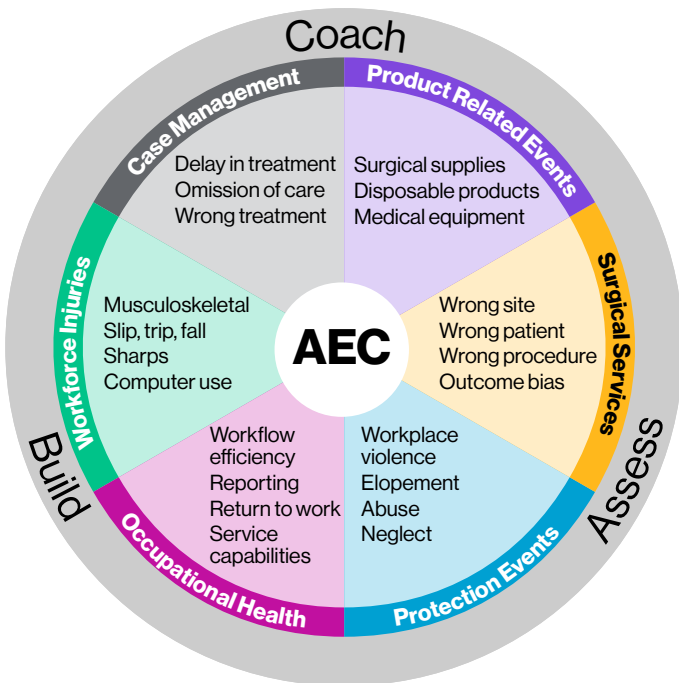 Coach
Case Management
Product Related Events
Delay in treatment
Omission of care
Wrong treatment
Surgical supplies
Disposable products
Medical equipment
Workforce Injuries
Musculoskeletal
Slip, trip, fall
Sharps
Computer use
AEC
Wrong site
Wrong patient
Wrong procedure
Outcome bias
Surgical Services
Build
Workflow
efficiency
Reporting
Return to work
Service
capabilities
Occupational Health
Workplace
violence
Elopement
Abuse
Neglect
Protection Events
Assess